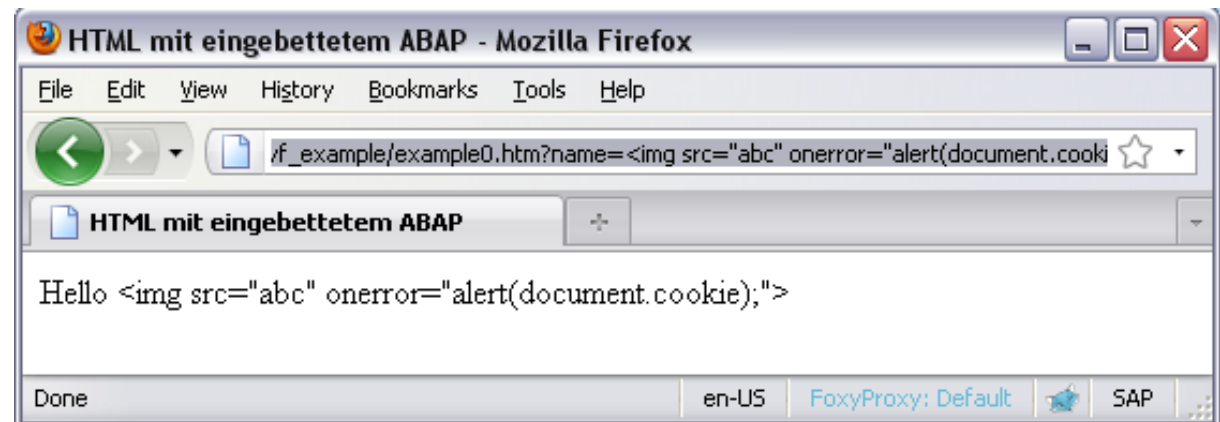 HTML mit eingebettetem ABAP - Mozilla Firefox
File Edit View History Bookmarks Tools Help
/f_example/example0.htm?name=<img src="abc" onerror="alert(document.cooki
HTML mit eingebettetem ABAP
Hello <img src="abc" onerror="alert(document.cookie);">
Done en-US FoxyProxy: Default SAP